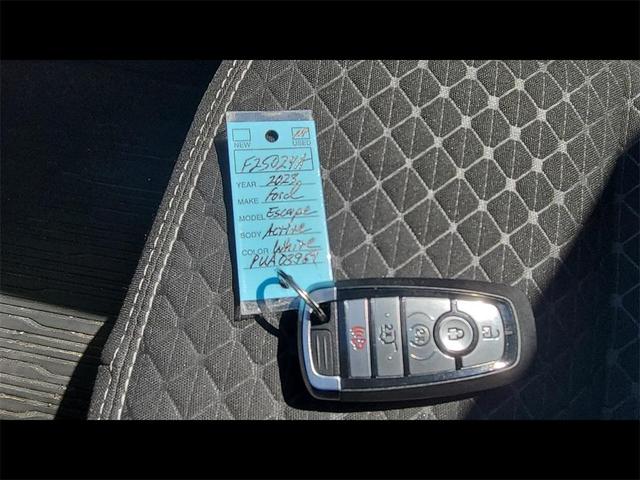 NEW USED
F25024A
YEAR 2023
MAKE Ford
MODEL Escape
BODY Active
COLOR White
PUA03959